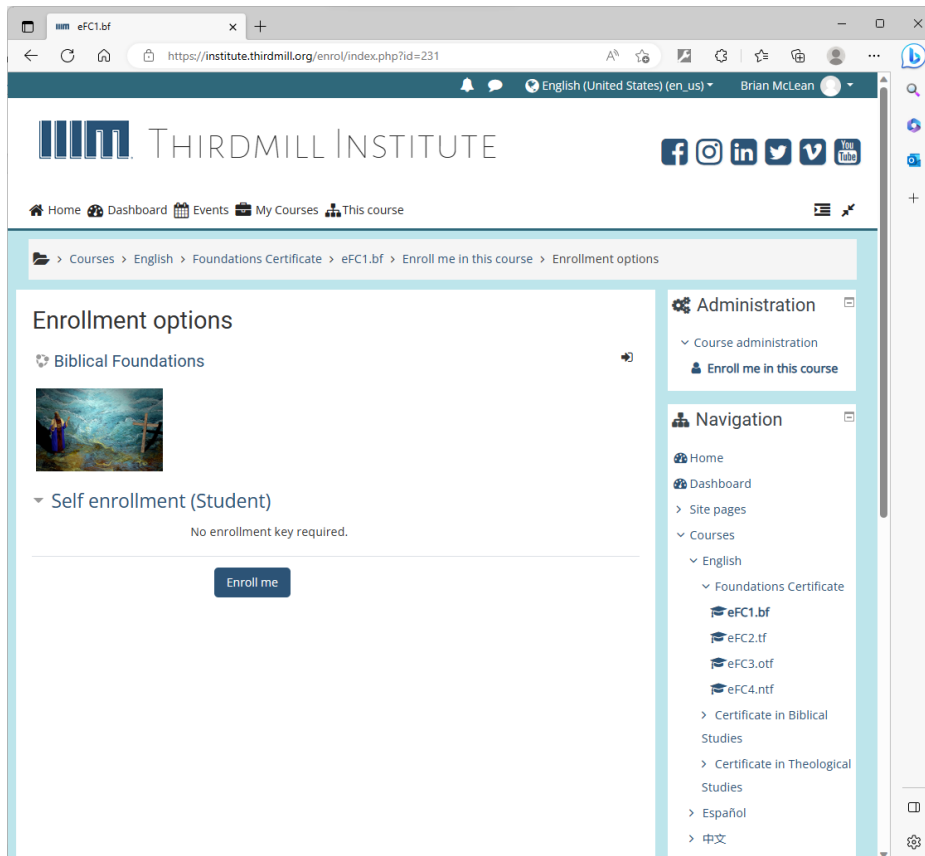 eFC1.bf
https://institute.thirdmill.org/enrol/index.php?id=231
English (United States) (en_us)
Brian McLean
THIRDMILL INSTITUTE
You
Tube
Home Dashboard Events My Courses This course
> Courses > English > Foundations Certificate > eFC1.bf > Enroll me in this course > Enrollment options
Enrollment options
Biblical Foundations
Self enrollment (Student)
No enrollment key required.
Enroll me
Administration
Course administration
Enroll me in this course
Navigation
Home
Dashboard
> Site pages
Courses
English
Foundations Certificate
eFC1.bf
eFC2.tf
eFC3.otf
eFC4.ntf
> Certificate in Biblical
Studies
> Certificate in Theological
Studies
> Español
> 中文